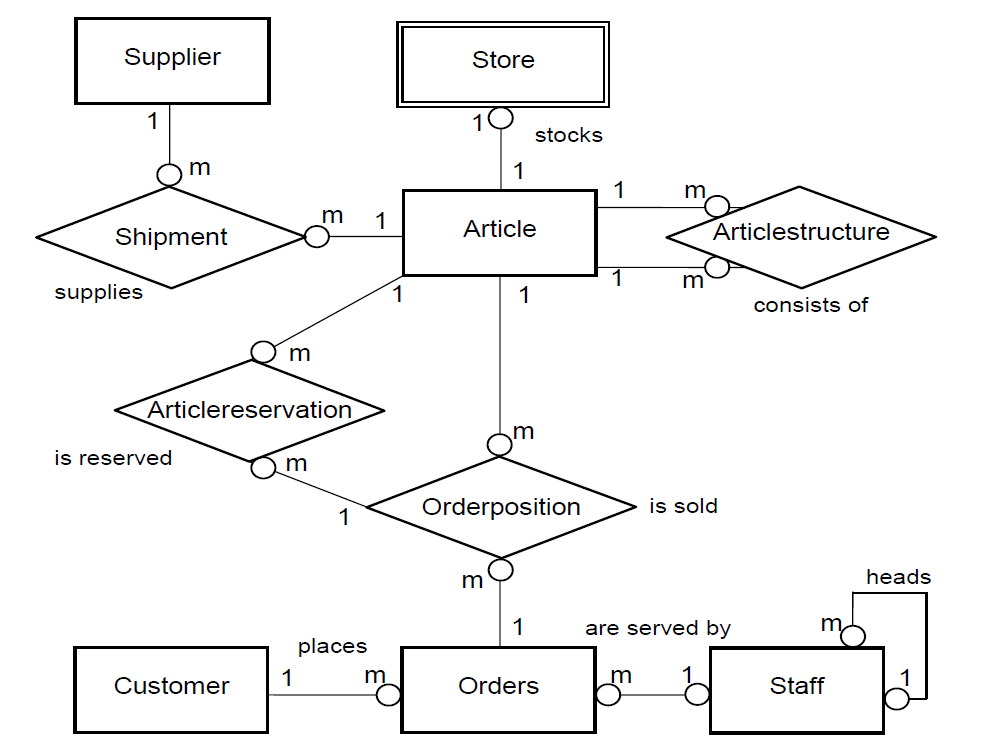 Supplier
Store
1
1
stocks
m
1
1
m
m
1
Shipment
Article
Articlestructure
supplies
1
m
1
1
consists of
m
Articlereservation
m
is reserved
m
1
Orderposition
is sold
m
heads
1
are served by
m
places
1
m
m
1
1
Customer
Orders
Staff